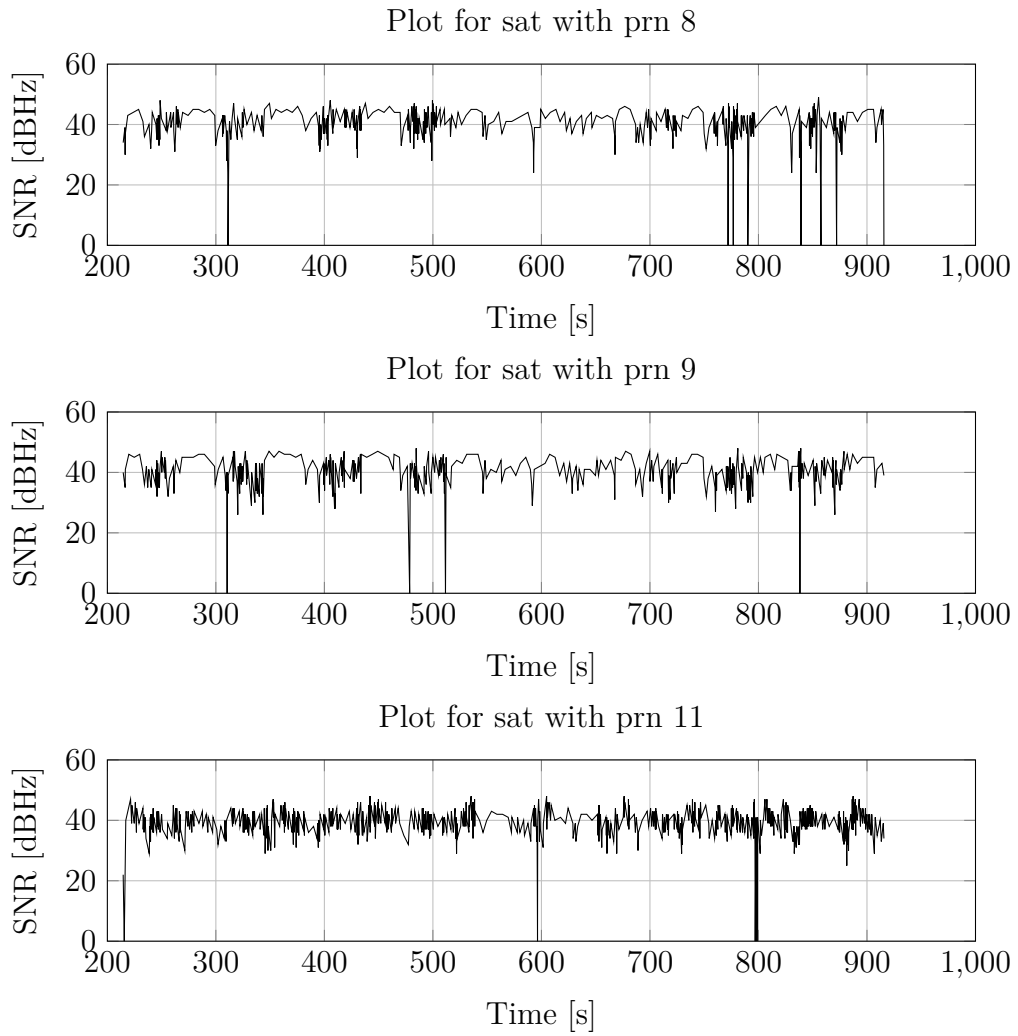 Plot for sat with prn 8
60
40
20
0
200 300 400 500 600 700 800 900 1,000
SNR [dBHz]
Time [s]
Plot for sat with prn 9
60
40
20
0
200 300 400 500 600 700 800 900 1,000
SNR [dBHz]
Time [s]
Plot for sat with prn 11
60
40
20
0
200 300 400 500 600 700 800 900 1,000
SNR [dBHz]
Time [s]